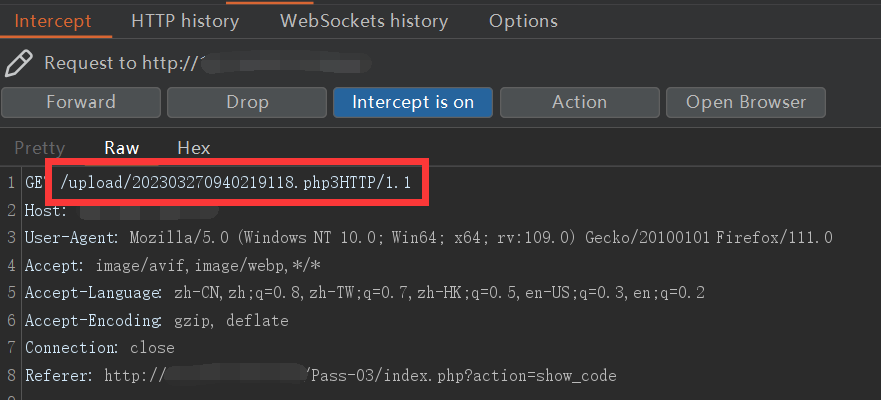 Intercept HTTP history WebSockets history Options
Request to http://
Forward Drop Intercept is on Action Open Browser
Pretty Raw Hex
1 GET /upload/202303270940219118.php3HTTP/1.1
2 Host:
3 User-Agent: Mozilla/5.0 (Windows NT 10.0; Win64; x64; rv:109.0) Gecko/20100101 Firefox/111.0
4 Accept: image/avif,image/webp,*/*
5 Accept-Language: zh-CN,zh;q=0.8,zh-TW;q=0.7,zh-HK;q=0.5,en-US;q=0.3,en;q=0.2
6 Accept-Encoding: gzip, deflate
7 Connection: close
8 Referer: http:// /Pass-03/index.php?action=show_code